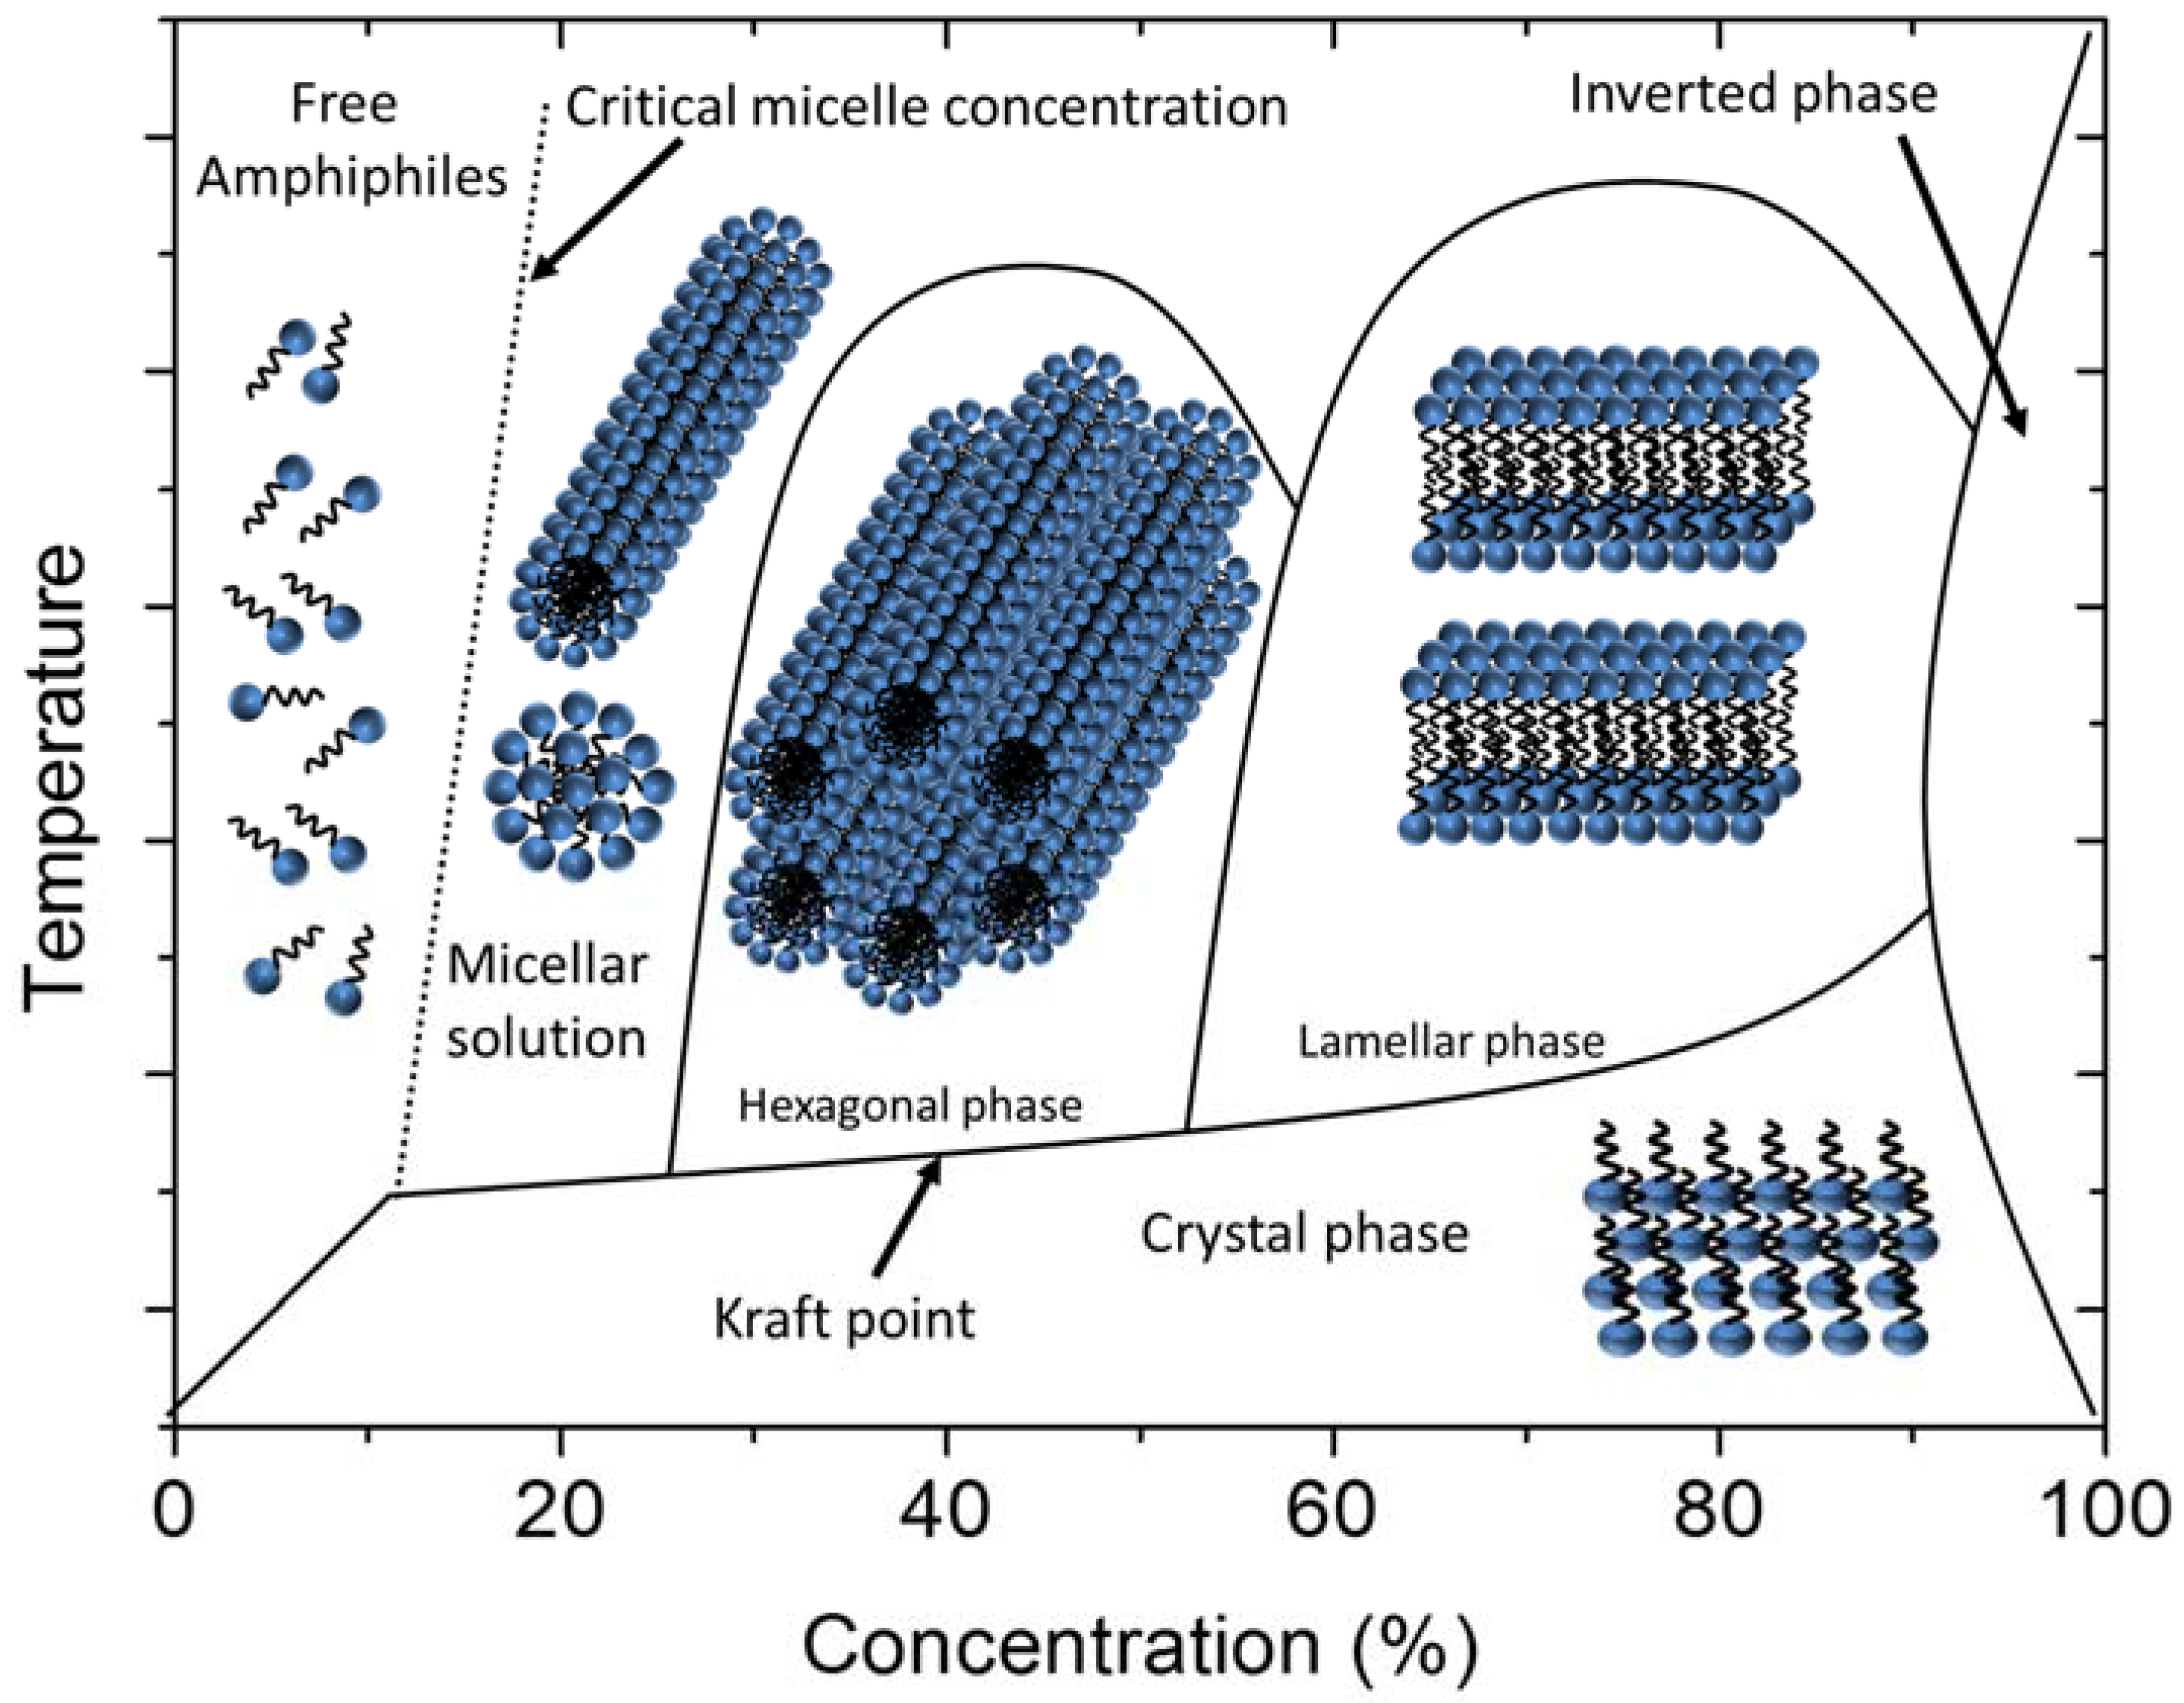 Free
Amphiphiles
Critical micelle concentration
Inverted phase
Temperature
Micellar
solution
Hexagonal phase
Lamellar phase
Crystal phase
Kraft point
0 20 40 60 80 100
Concentration (%)